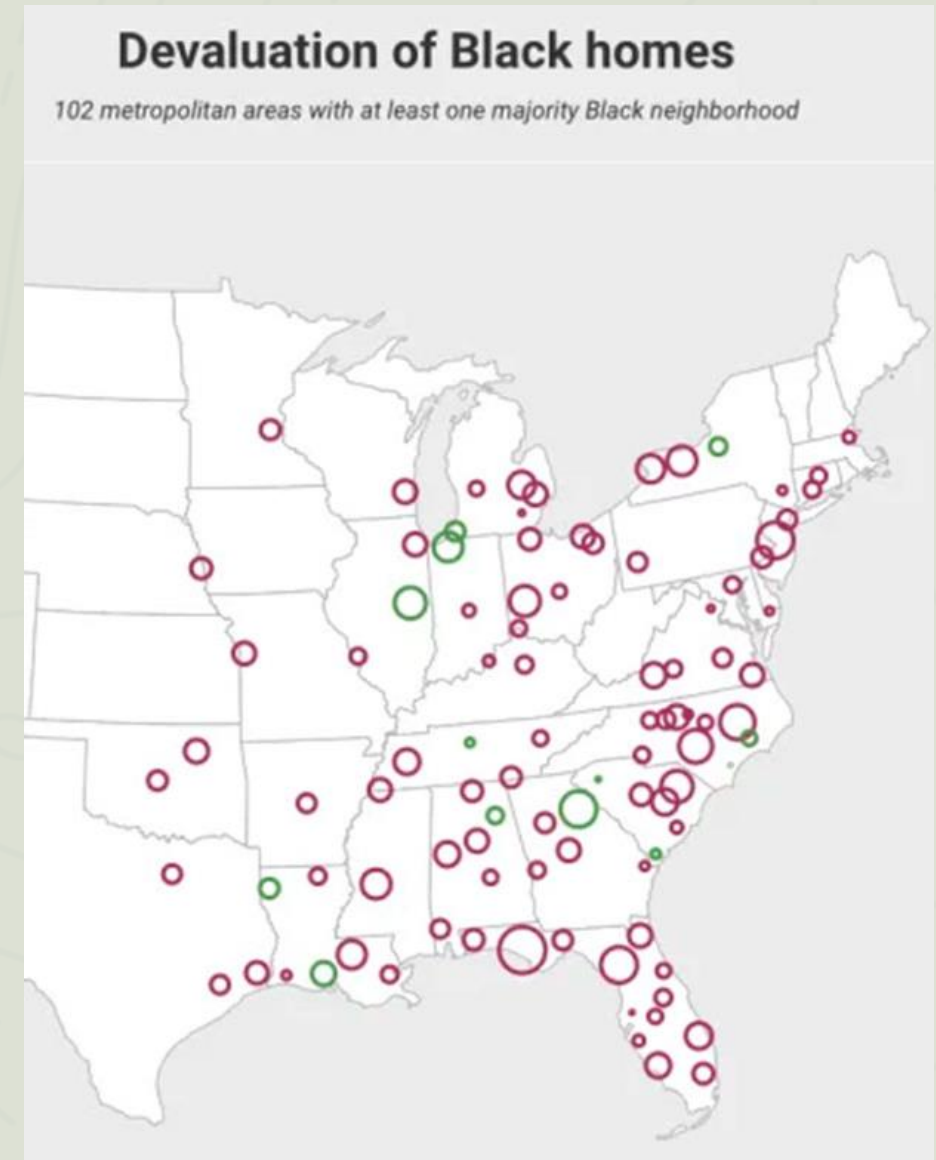 Devaluation of Black homes
102 metropolitan areas with at least one majority Black neighborhood